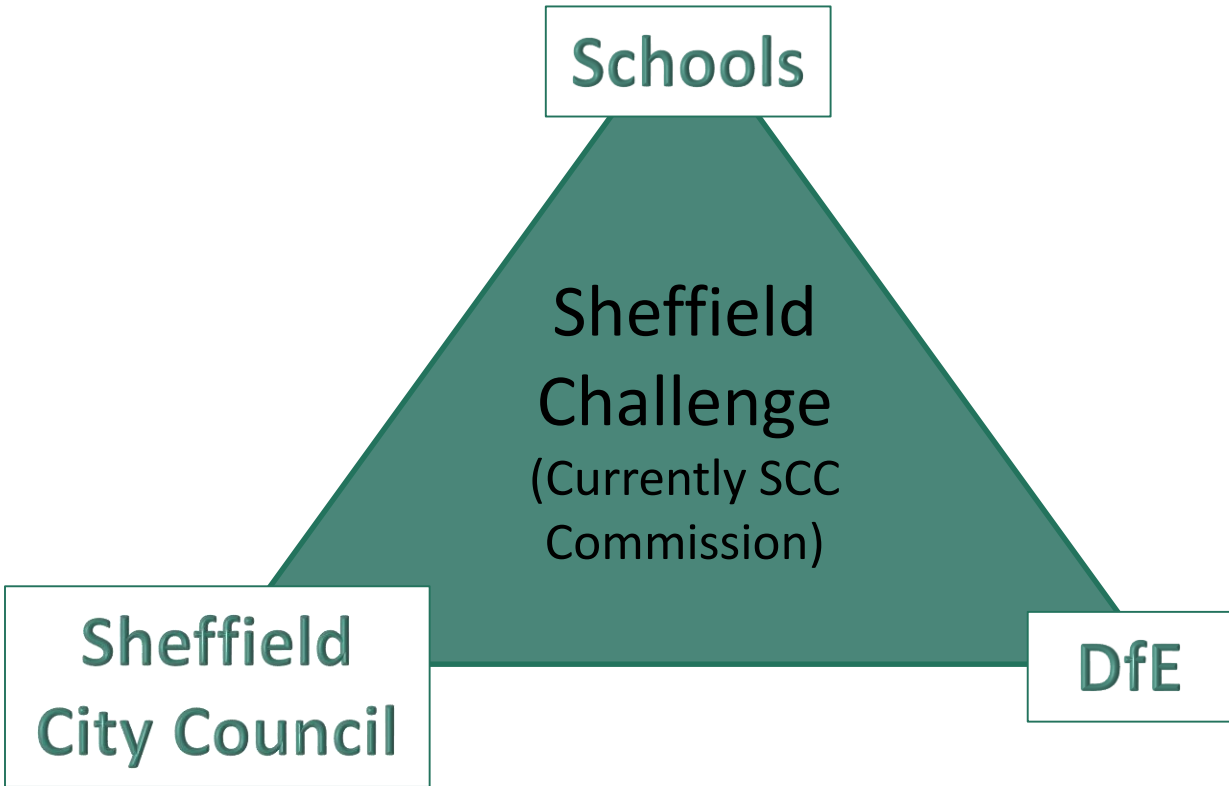 Schools
Sheffield
Challenge
(Currently SCC
Commission)
Sheffield
City Council
DfE